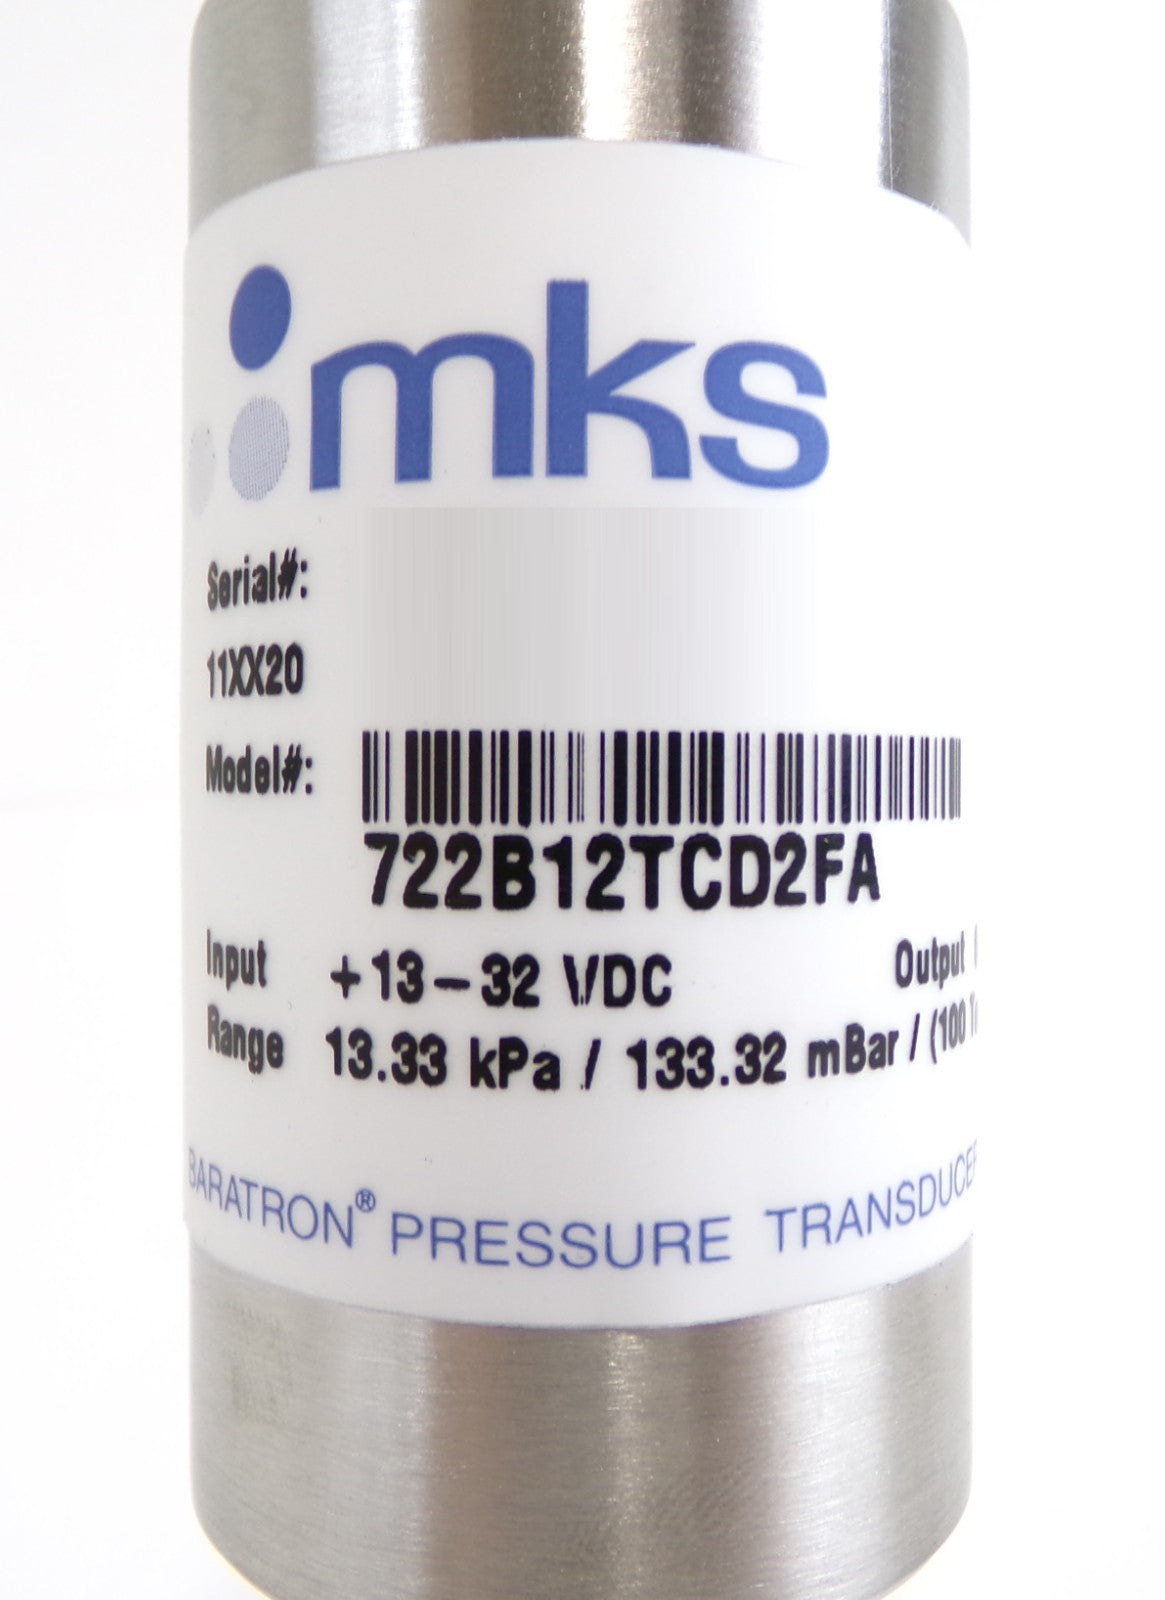 mks
Serial#:
11XX20
Model#:
722B12TCD2FA
Input +13-32 VDC Output
Range 13.33 kPa / 133.32 mBar / (100
BARATRON® PRESSURE TRANSDUCER